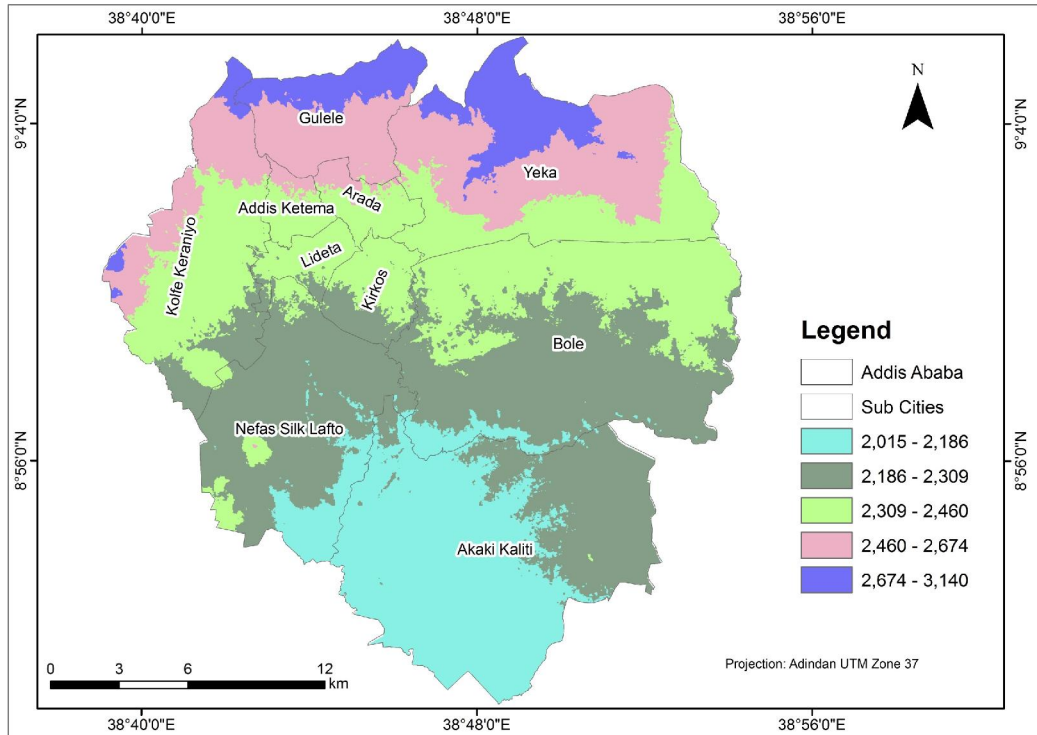 38°40'0"E
38°48'0"E
38°56'0"E
9°4'0"N
9°4'0"N
N
Gulele
Yeka
Arada
Addis Ketema
Lideta
Kolfe Keraniyo
Kirkos
Bole
Nefas Silk Lafto
Akaki Kaliti
8°56'0"N
8°56'0"N
Legend
Addis Ababa
Sub Cities
2,015 - 2,186
2,186 - 2,309
2,309 - 2,460
2,460 - 2,674
2,674 - 3,140
Projection: Adindan UTM Zone 37
0 3 6 12
km
38°40'0"E
38°48'0"E
38°56'0"E